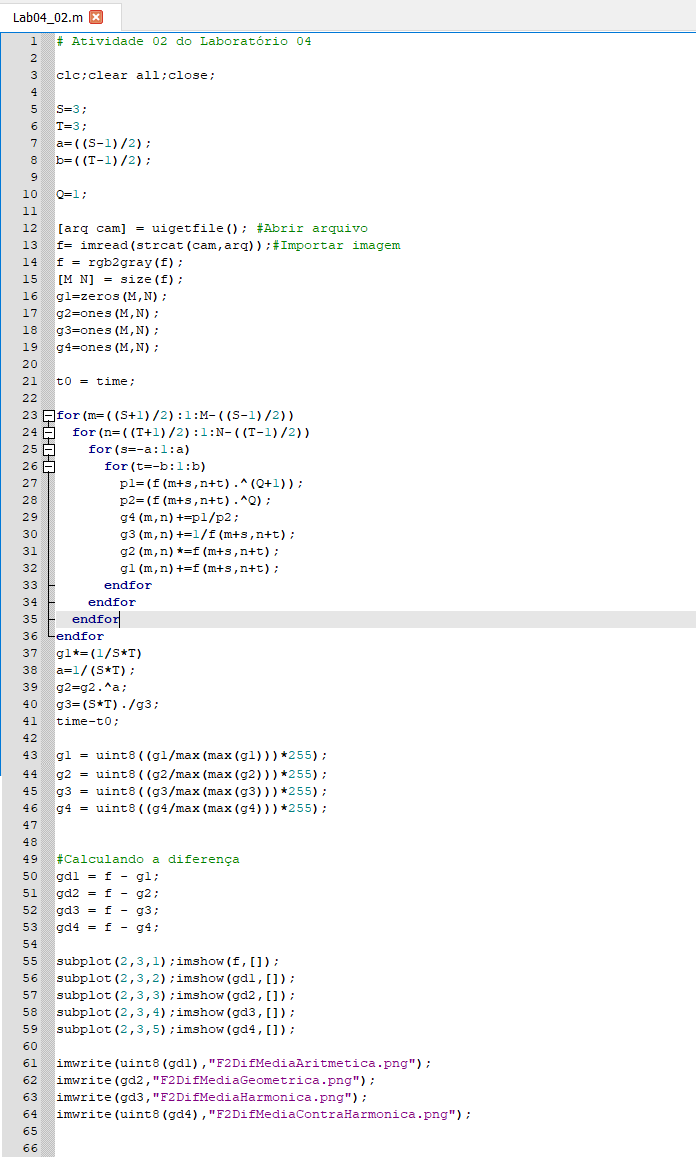 Lab04_02.m
1 # Atividade 02 do Laboratório 04
2
3 clc;clear all;close;
4
5 S=3;
6 T=3;
7 a=((S-1)/2);
8 b=((T-1)/2);
9
10 Q=1;
11
12 [arq cam] = uigetfile(); #Abrir arquivo
13 f= imread(strcat(cam,arq));#Importar imagem
14 f = rgb2gray(f);
15 [M N] = size(f);
16 g1=zeros(M,N);
17 g2=ones(M,N);
18 g3=ones(M,N);
19 g4=ones(M,N);
20
21 t0 = time;
22
23 for(m=((S+1)/2):1:M-((S-1)/2))
24 for(n=((T+1)/2):1:N-((T-1)/2))
25 for(s=-a:1:a)
26 for(t=-b:1:b)
27 p1=(f(m+s,n+t).^(Q+1));
28 p2=(f(m+s,n+t).^Q);
29 g4(m,n)+=p1/p2;
30 g3(m,n)+=1/f(m+s,n+t);
31 g2(m,n)*=f(m+s,n+t);
32 g1(m,n)+=f(m+s,n+t);
33 endfor
34 endfor
35 endfor
36 endfor
37 g1*=(1/S*T)
38 a=1/(S*T);
39 g2=g2.^a;
40 g3=(S*T)./g3;
41 time-t0;
42
43 g1 = uint8((g1/max(max(g1)))*255);
44 g2 = uint8((g2/max(max(g2)))*255);
45 g3 = uint8((g3/max(max(g3)))*255);
46 g4 = uint8((g4/max(max(g4)))*255);
47
48
49 #Calculando a diferença
50 gd1 = f - g1;
51 gd2 = f - g2;
52 gd3 = f - g3;
53 gd4 = f - g4;
54
55 subplot(2,3,1);imshow(f,[]);
56 subplot(2,3,2);imshow(gd1,[]);
57 subplot(2,3,3);imshow(gd2,[]);
58 subplot(2,3,4);imshow(gd3,[]);
59 subplot(2,3,5);imshow(gd4,[]);
60
61 imwrite(uint8(gd1),"F2DifMediaAritmetica.png");
62 imwrite(gd2,"F2DifMediaGeometrica.png");
63 imwrite(gd3,"F2DifMediaHarmonica.png");
64 imwrite(uint8(gd4),"F2DifMediaContraHarmonica.png");
65
66